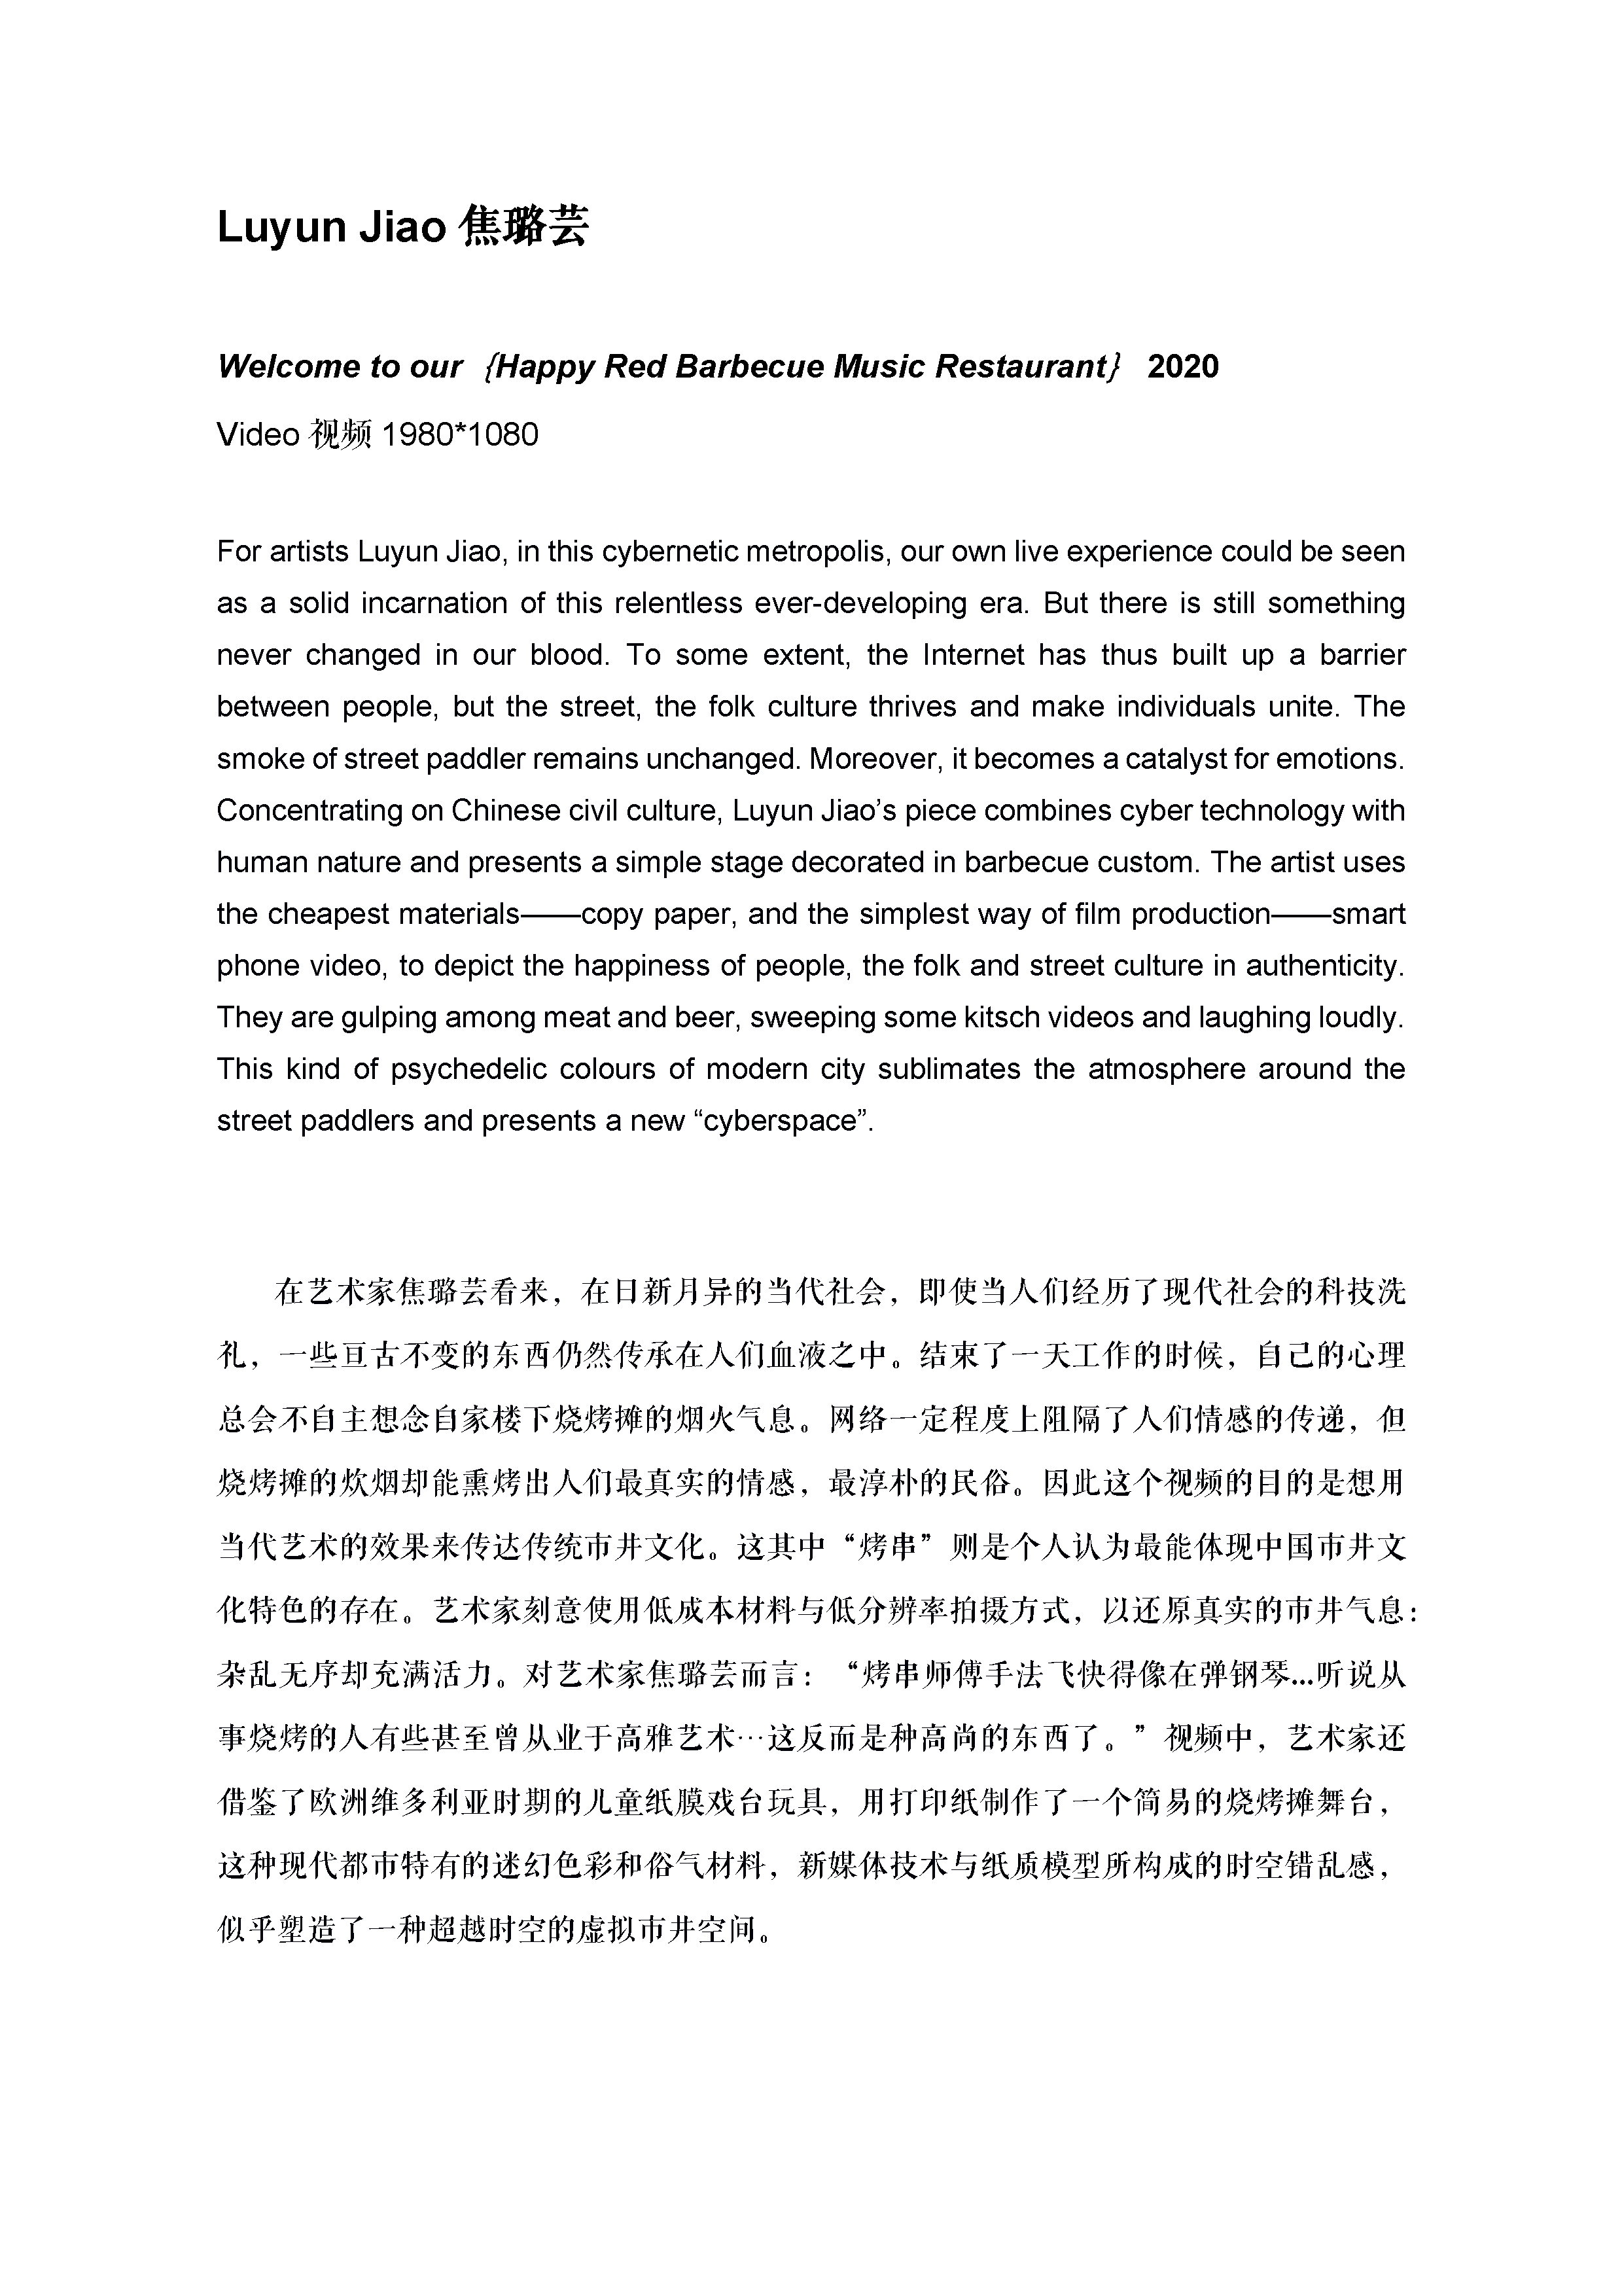 Luyun Jiao 焦璐芸
Welcome to our｛Happy Red Barbecue Music Restaurant｝ 2020
Video 视频 1980*1080
For artists Luyun Jiao, in this cybernetic metropolis, our own live experience could be seen
as a solid incarnation of this relentless ever-developing era. But there is still something
never changed in our blood. To some extent, the Internet has thus built up a barrier
between people, but the street, the folk culture thrives and make individuals unite. The
smoke of street paddler remains unchanged. Moreover, it becomes a catalyst for emotions.
Concentrating on Chinese civil culture, Luyun Jiao’s piece combines cyber technology with
human nature and presents a simple stage decorated in barbecue custom. The artist uses
the cheapest materials——copy paper, and the simplest way of film production——smart
phone video, to depict the happiness of people, the folk and street culture in authenticity.
They are gulping among meat and beer, sweeping some kitsch videos and laughing loudly.
This kind of psychedelic colours of modern city sublimates the atmosphere around the
street paddlers and presents a new “cyberspace”.
在艺术家焦璐芸看来，在日新月异的当代社会，即使当人们经历了现代社会的科技洗
礼，一些亘古不变的东西仍然传承在人们血液之中。结束了一天工作的时候，自己的心理
总会不自主想念自家楼下烧烤摊的烟火气息。网络一定程度上阻隔了人们情感的传递，但
烧烤摊的炊烟却能熏烤出人们最真实的情感，最淳朴的民俗。因此这个视频的目的是想用
当代艺术的效果来传达传统市井文化。这其中“烤串”则是个人认为最能体现中国市井文
化特色的存在。艺术家刻意使用低成本材料与低分辨率拍摄方式，以还原真实的市井气息：
杂乱无序却充满活力。对艺术家焦璐芸而言：“烤串师傅手法飞快得像在弹钢琴...听说从
事烧烤的人有些甚至曾从业于高雅艺术…这反而是种高尚的东西了。”视频中，艺术家还
借鉴了欧洲维多利亚时期的儿童纸膜戏台玩具，用打印纸制作了一个简易的烧烤摊舞台，
这种现代都市特有的迷幻色彩和俗气材料，新媒体技术与纸质模型所构成的时空错乱感，
似乎塑造了一种超越时空的虚拟市井空间。